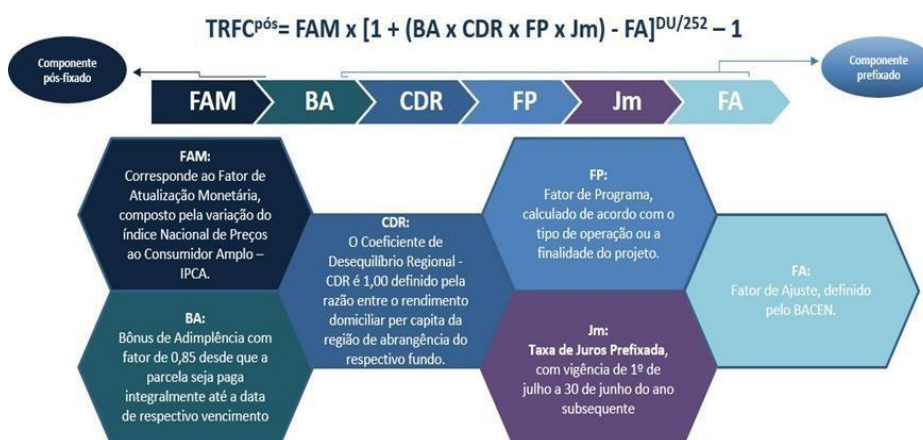 TRFCpós= FAM x [1 + (BA x CDR x FP x Jm) - FA]DU/252 – 1
Componente
pós-fixado
Componente
prefixado
FAM
BA
CDR
FP
Jm
FA
FAM:
Corresponde ao Fator de
Atualização Monetária,
composto pela variação do
índice Nacional de Preços
ao Consumidor Amplo –
IPCA.
BA:
Bônus de Adimplência com
fator de 0,85 desde que a
parcela seja paga
integralmente até a data
de respectivo vencimento
CDR:
O Coeficiente de
Desequilíbrio Regional -
CDR é 1,00 definido pela
razão entre o rendimento
domiciliar per capita da
região de abrangência do
respectivo fundo.
FP:
Fator de Programa,
calculado de acordo com o
tipo de operação ou a
finalidade do projeto.
Jm:
Taxa de Juros Prefixada,
com vigência de 1º de
julho a 30 de junho do ano
subsequente
FA:
Fator de Ajuste, definido
pelo BACEN.